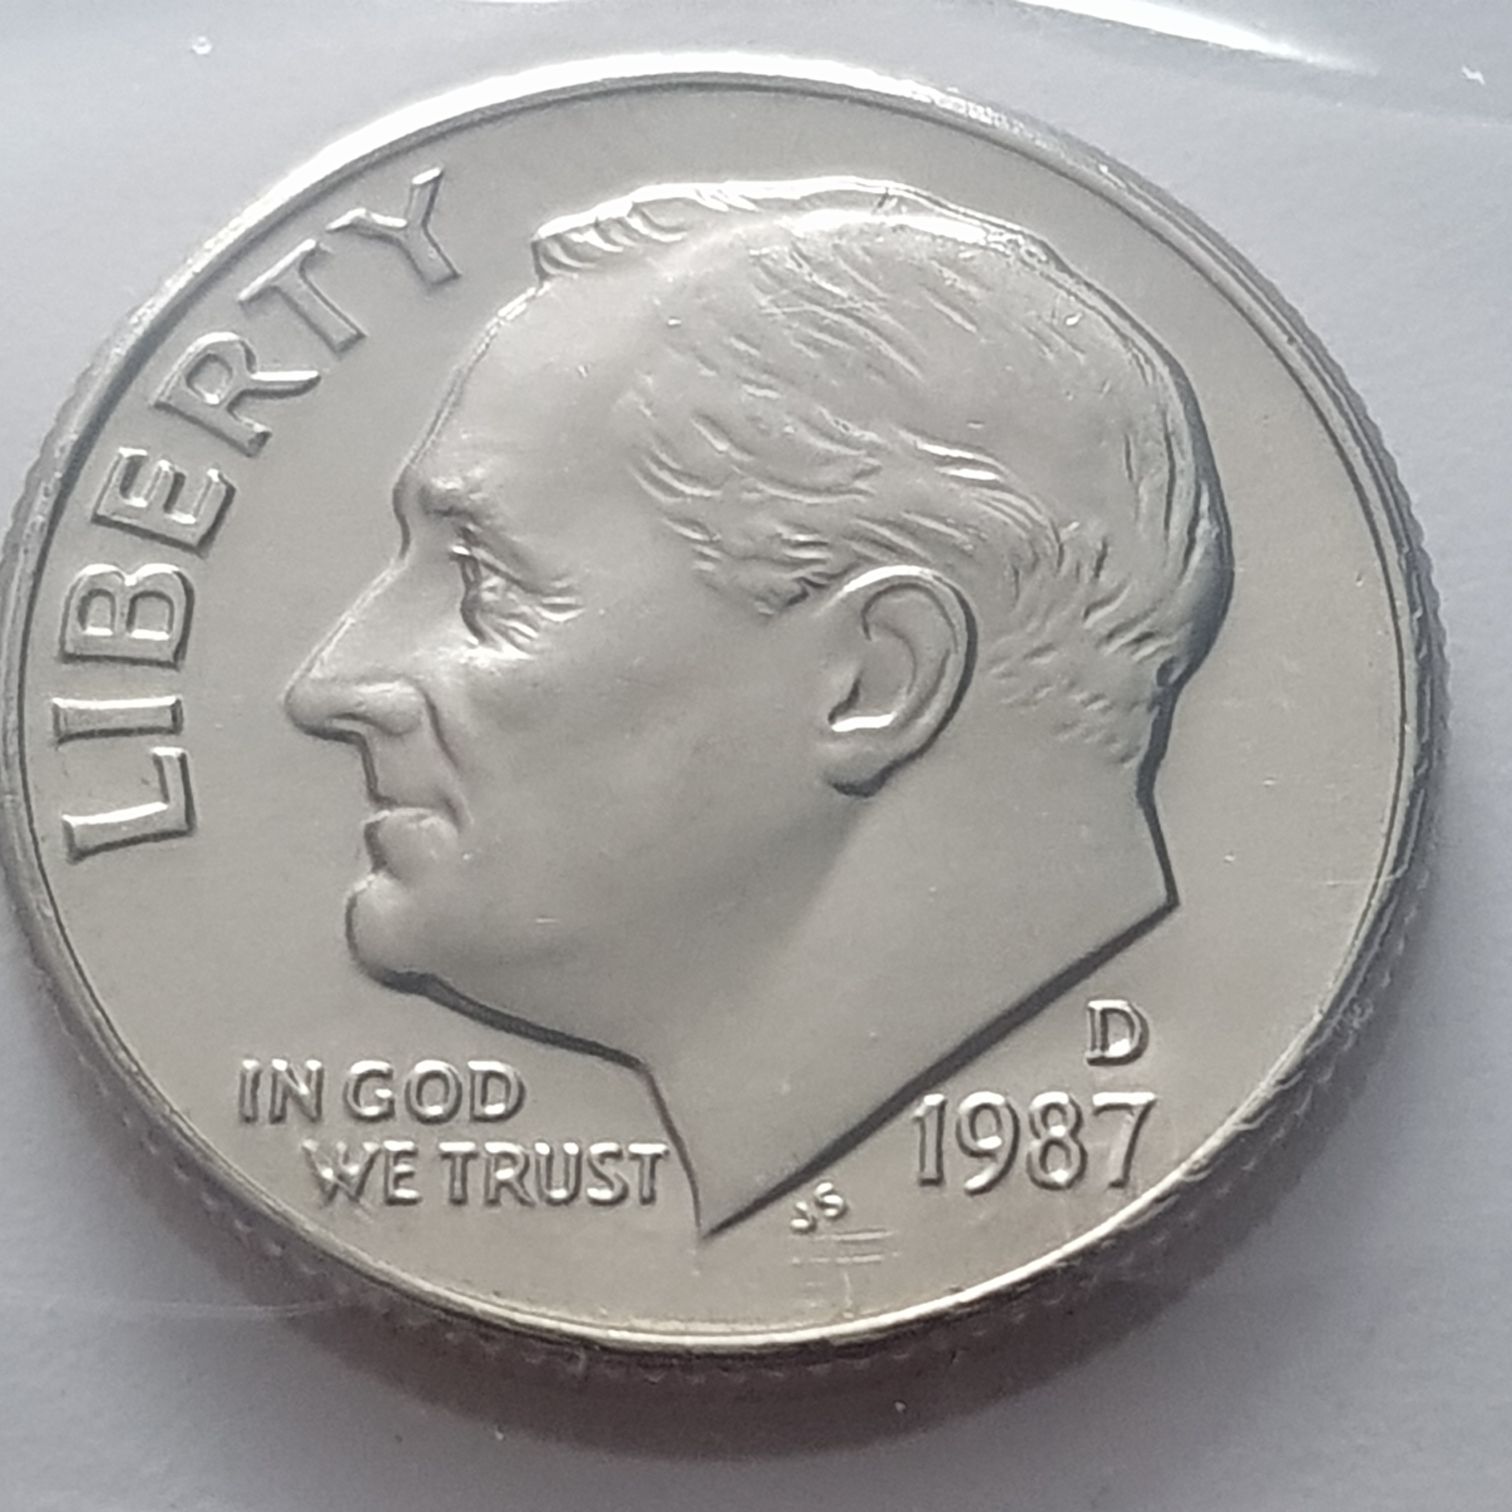 LIBERTY
IN GOD
WE TRUST
D
1987
JS